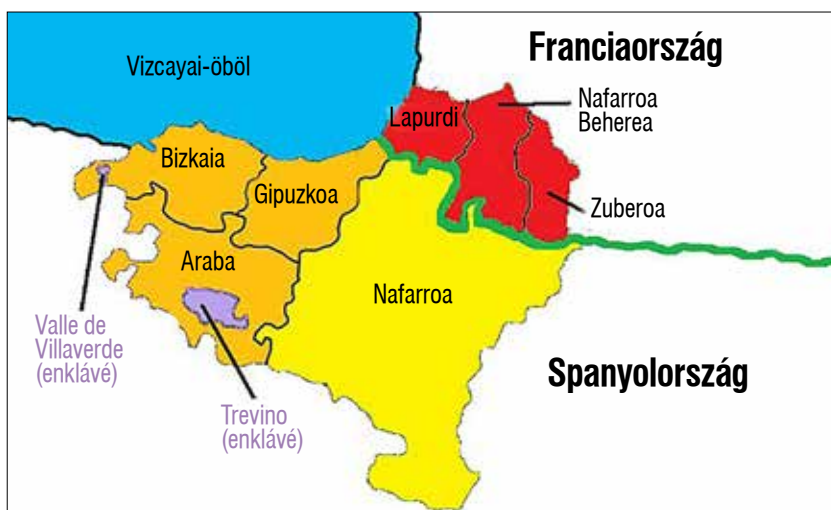 Franciaország
Vizcayai-öböl
Lapurdi
Nafarroa
Beherea
Bizkaia
Gipuzkoa
Zuberoa
Araba
Nafarroa
Valle de
Villaverde
(enklávé)
Spanyolország
Trevino
(enklávé)